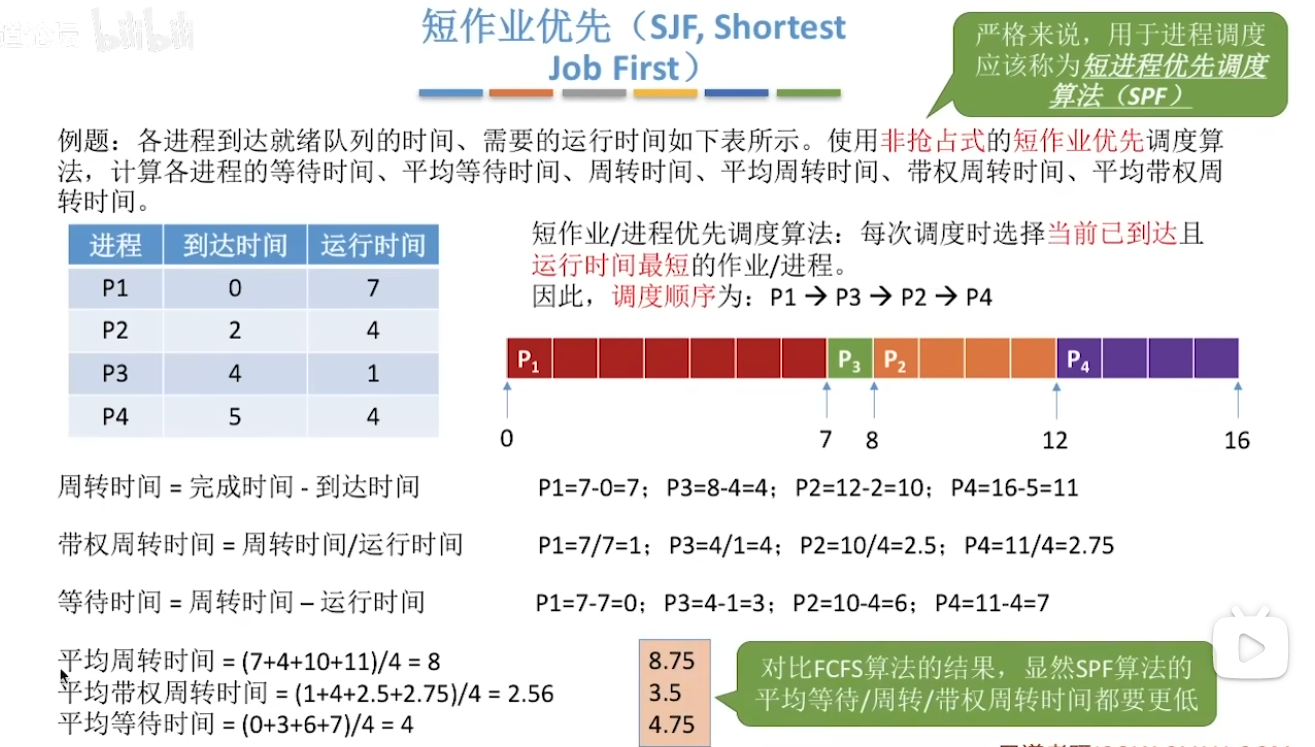 短作业优先（SJF, Shortest
Job First）
严格来说，用于进程调度
应该称为短进程优先调度
算法（SPF）
例题：各进程到达就绪队列的时间、需要的运行时间如下表所示。使用非抢占式的短作业优先调度算
法，计算各进程的等待时间、平均等待时间、周转时间、平均周转时间、带权周转时间、平均带权周
转时间。
进程 到达时间 运行时间
P1 0 7
P2 2 4
P3 4 1
P4 5 4
短作业/进程优先调度算法：每次调度时选择当前已到达且
运行时间最短的作业/进程。
因此，调度顺序为：P1 → P3 → P2 → P4
P1 P3 P2 P4
0 7 8 12 16
周转时间 = 完成时间 - 到达时间 P1=7-0=7；P3=8-4=4；P2=12-2=10；P4=16-5=11
带权周转时间 = 周转时间/运行时间 P1=7/7=1；P3=4/1=4；P2=10/4=2.5；P4=11/4=2.75
等待时间 = 周转时间 – 运行时间 P1=7-7=0；P3=4-1=3；P2=10-4=6；P4=11-4=7
平均周转时间 = (7+4+10+11)/4 = 8
平均带权周转时间 = (1+4+2.5+2.75)/4 = 2.56
平均等待时间 = (0+3+6+7)/4 = 4
8.75
3.5
4.75
对比FCFS算法的结果，显然SPF算法的
平均等待/周转/带权周转时间都要更低